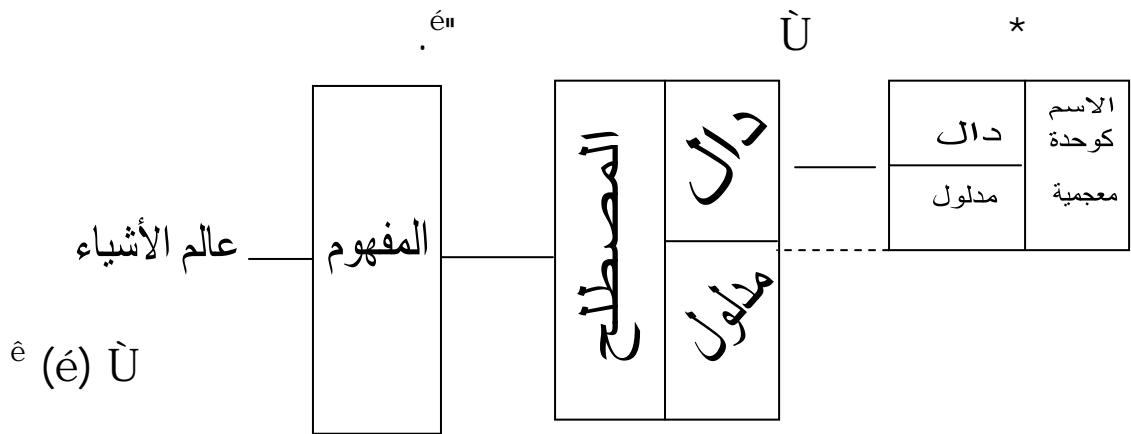 * Ù .é"
الاسم
كوحدة
معجمية
دال
مدلول
دال
مدلول
المصطلح
المفهوم
عالم الأشياء
ê (é) Ù